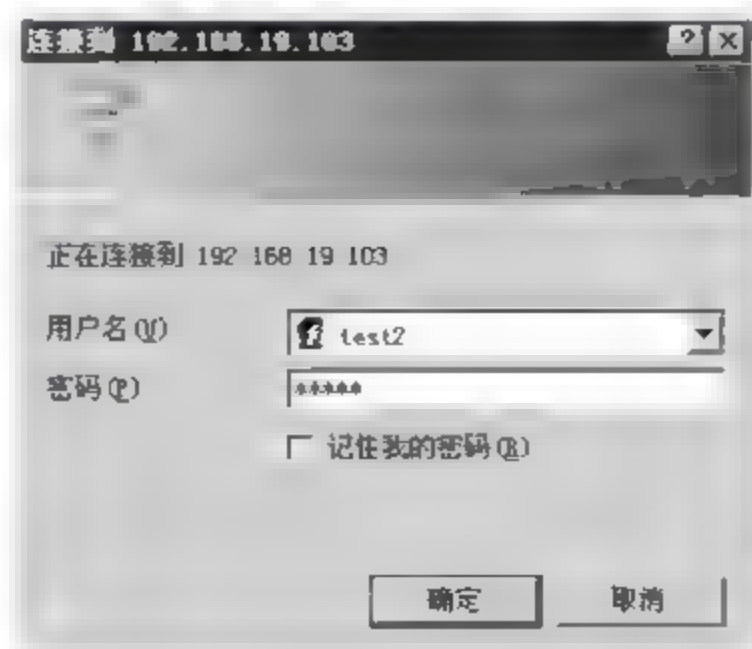 连接到 192.168.19.103
? ×
正在连接到 192 168 19 103
用户名(U)
test2
密码(P)
*****
记住我的密码(R)
确定
取消